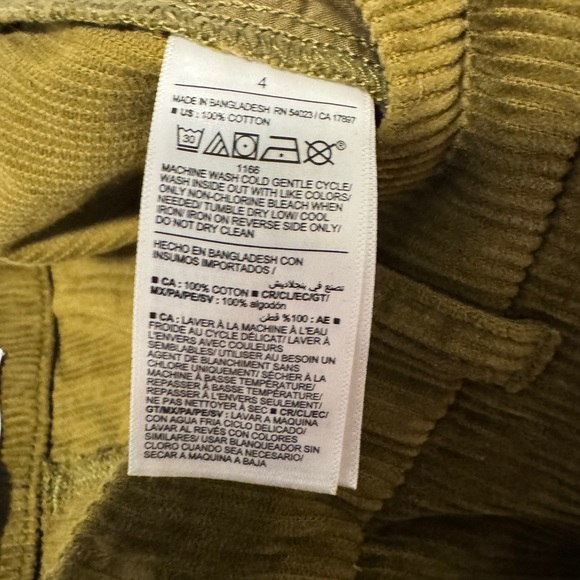 4
MADE IN BANGLADESH RN 54023 / CA 17897
■ US : 100% COTTON
30
1166
MACHINE WASH COLD GENTLE CYCLE/
WASH INSIDE OUT WITH LIKE COLORS/
ONLY NON-CHLORINE BLEACH WHEN
NEEDED/ TUMBLE DRY LOW/ COOL
IRON/ IRON ON REVERSE SIDE ONLY/
DO NOT DRY CLEAN
HECHO EN BANGLADESH CON
INSUMOS IMPORTADOS /
تصنع في بنجلاديش
■ CA : 100% COTTON ■ CR/CL/EC/GT/
MX/PA/PE/SV : 100% algodón
■ AE : 100% قطن
■ CA : LAVER À LA MACHINE À L'EAU
FROIDE AU CYCLE DÉLICAT/ LAVER À
L'ENVERS AVEC COULEURS
SEMBLABLES/ UTILISER AU BESOIN UN
AGENT DE BLANCHIMENT SANS
CHLORE UNIQUEMENT/ SÉCHER À LA
MACHINE À BASSE TEMPÉRATURE/
REPASSER À BASSE TEMPÉRATURE/
REPASSER À L'ENVERS SEULEMENT/
NE PAS NETTOYER À SEC ■ CR/CL/EC/
GT/MX/PA/PE/SV : LAVAR A MAQUINA
CON AGUA FRIA CICLO DELICADO/
LAVAR AL REVÉS CON COLORES
SIMILARES/ USAR BLANQUEADOR SIN
CLORO CUANDO SEA NECESARIO/
SECAR A MAQUINA A BAJA